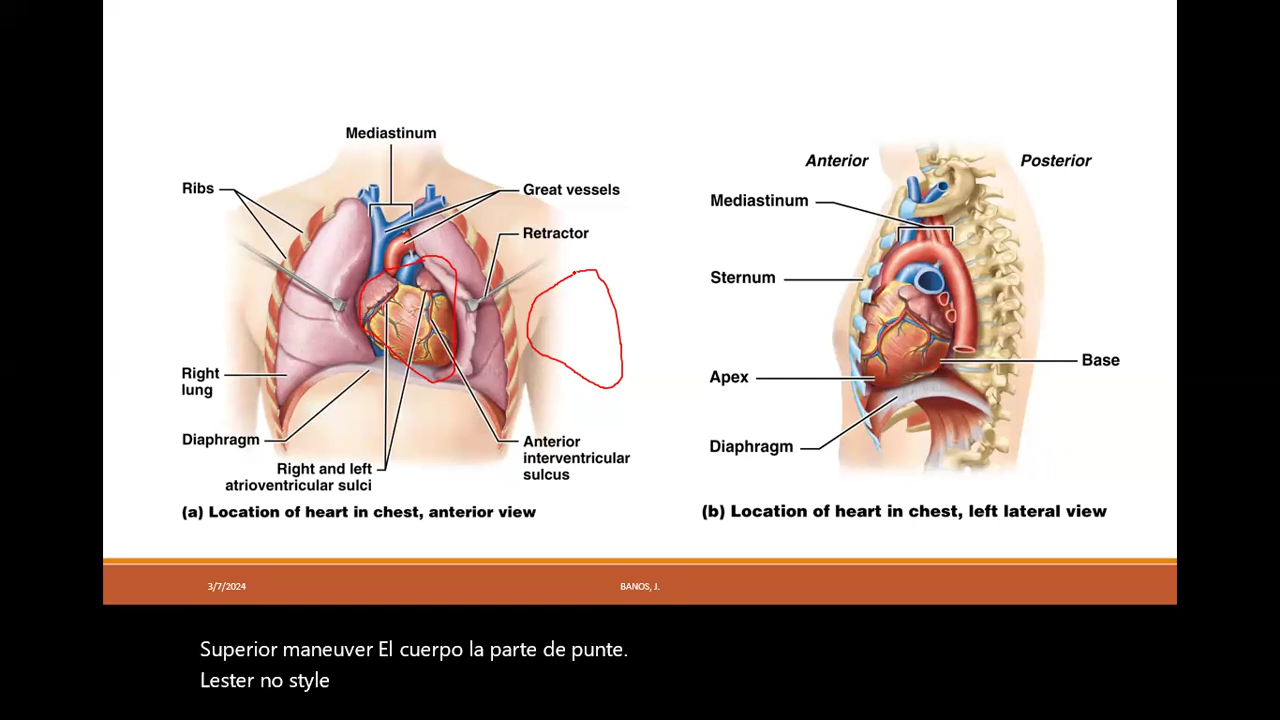 Mediastinum
Ribs
Great vessels
Retractor
Right
lung
Diaphragm
Right and left
atrioventricular sulci
Anterior
interventricular
sulcus
(a) Location of heart in chest, anterior view
Anterior
Posterior
Mediastinum
Sternum
Apex
Base
Diaphragm
(b) Location of heart in chest, left lateral view
3/7/2024
BANOS, J.
Superior maneuver El cuerpo la parte de punte.
Lester no style